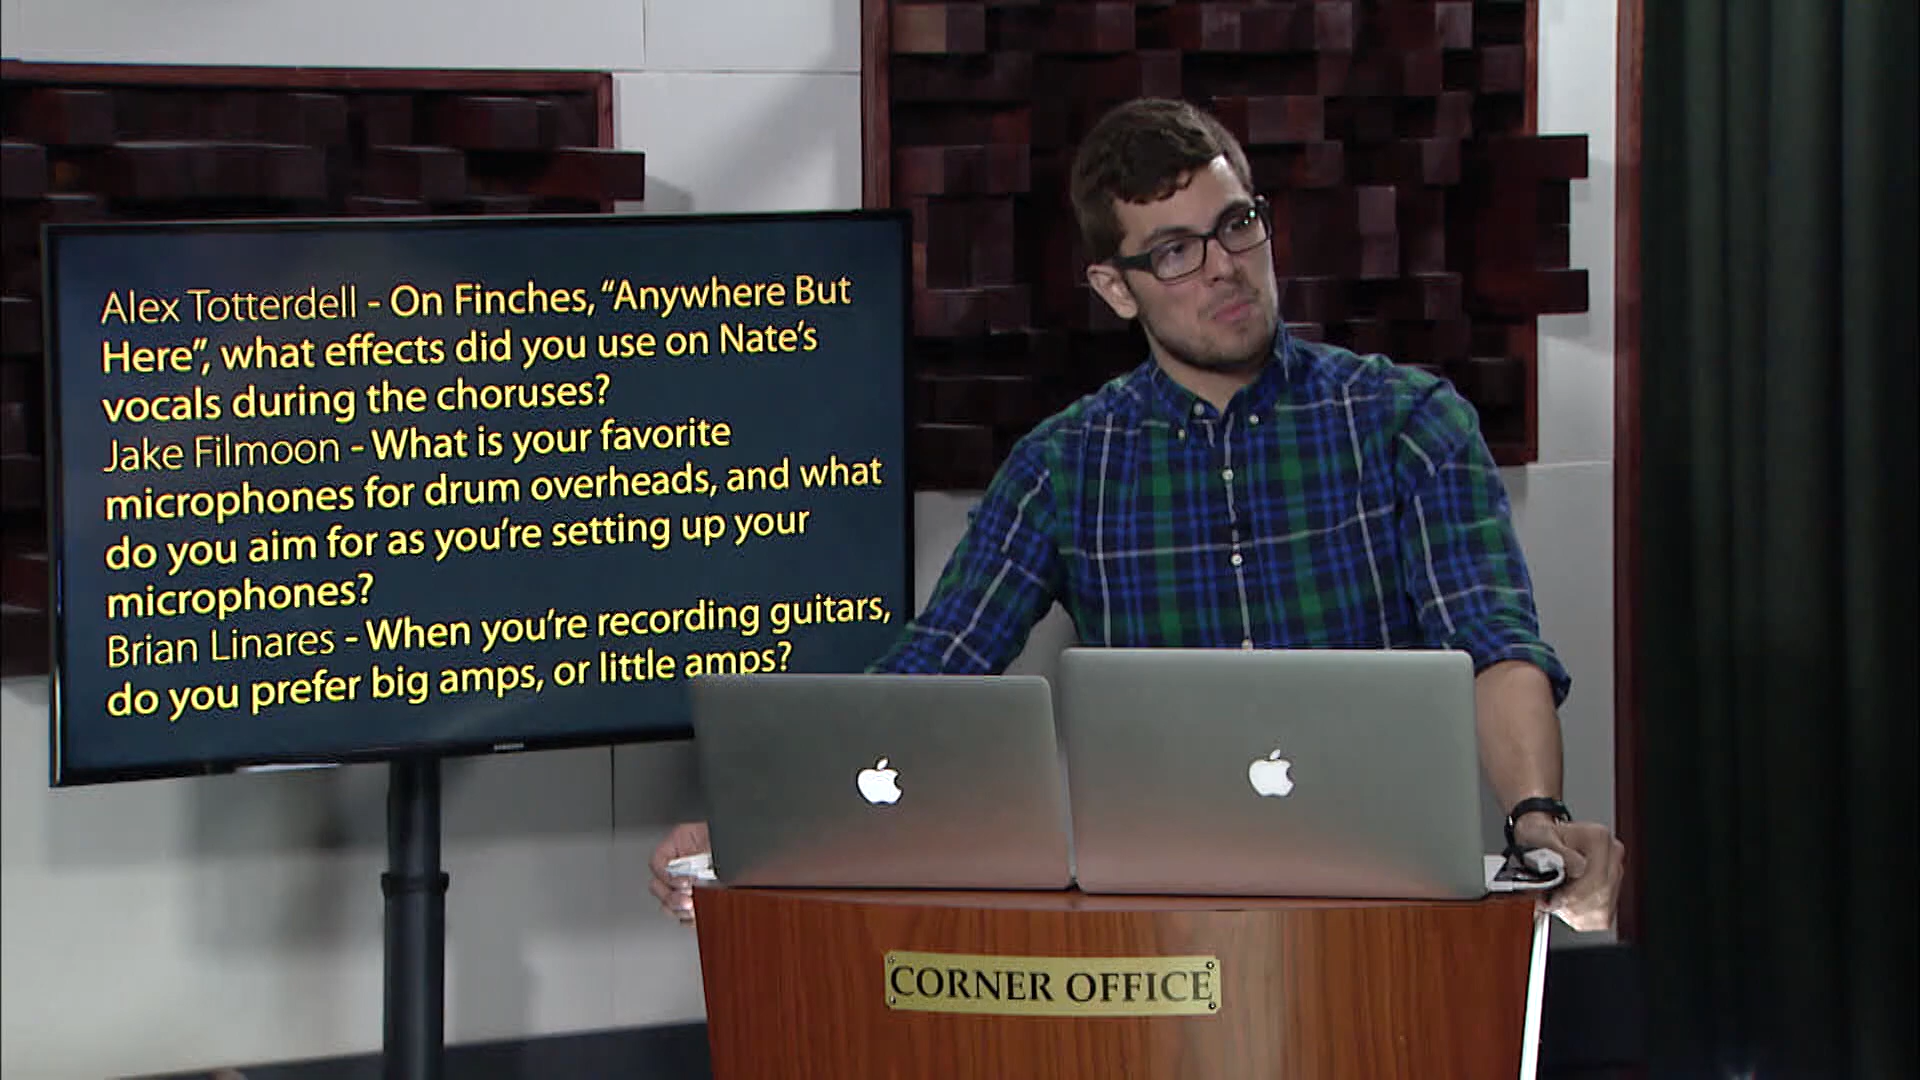 Alex Totterdell - On Finches, “Anywhere But
Here”, what effects did you use on Nate’s
vocals during the choruses?
Jake Filmoon - What is your favorite
microphones for drum overheads, and what
do you aim for as you’re setting up your
microphones?
Brian Linares - When you’re recording guitars,
do you prefer big amps, or little amps?
SAMSUNG
CORNER OFFICE